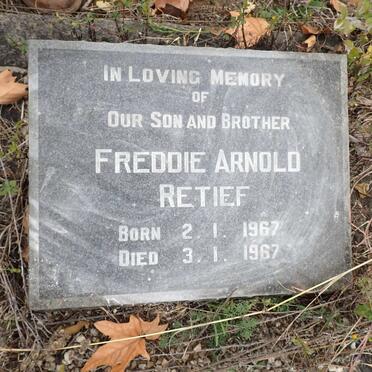 In Loving Memory
of
Our Son and Brother
Freddie Arnold
Retief
Born 2. 1. 1967
Died 3. 1. 1967